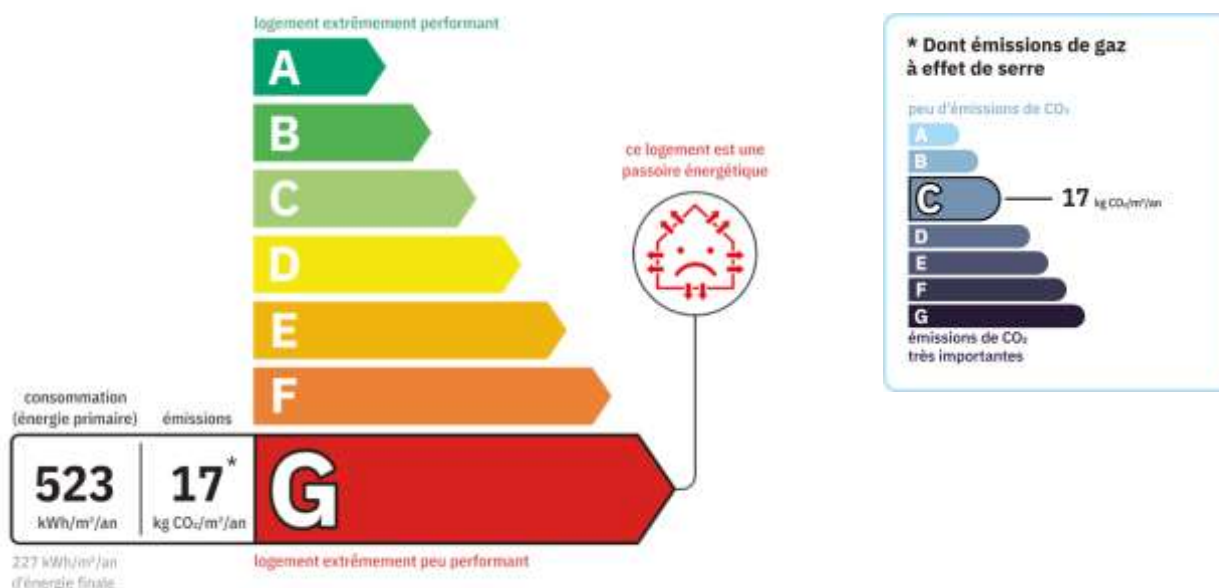 logement extrêmement performant
A
B
C
D
E
F
consommation
(énergie primaire)
émissions
523
kWh/m²/an
17*
kg CO₂/m²/an
G
227 kWh/m²/an
d'énergie finale
logement extrêmement peu performant
ce logement est une
passoire énergétique
* Dont émissions de gaz
à effet de serre
peu d'émissions de CO₂
A
B
C
17 kg CO₂/m²/an
D
E
F
G
émissions de CO₂
très importantes